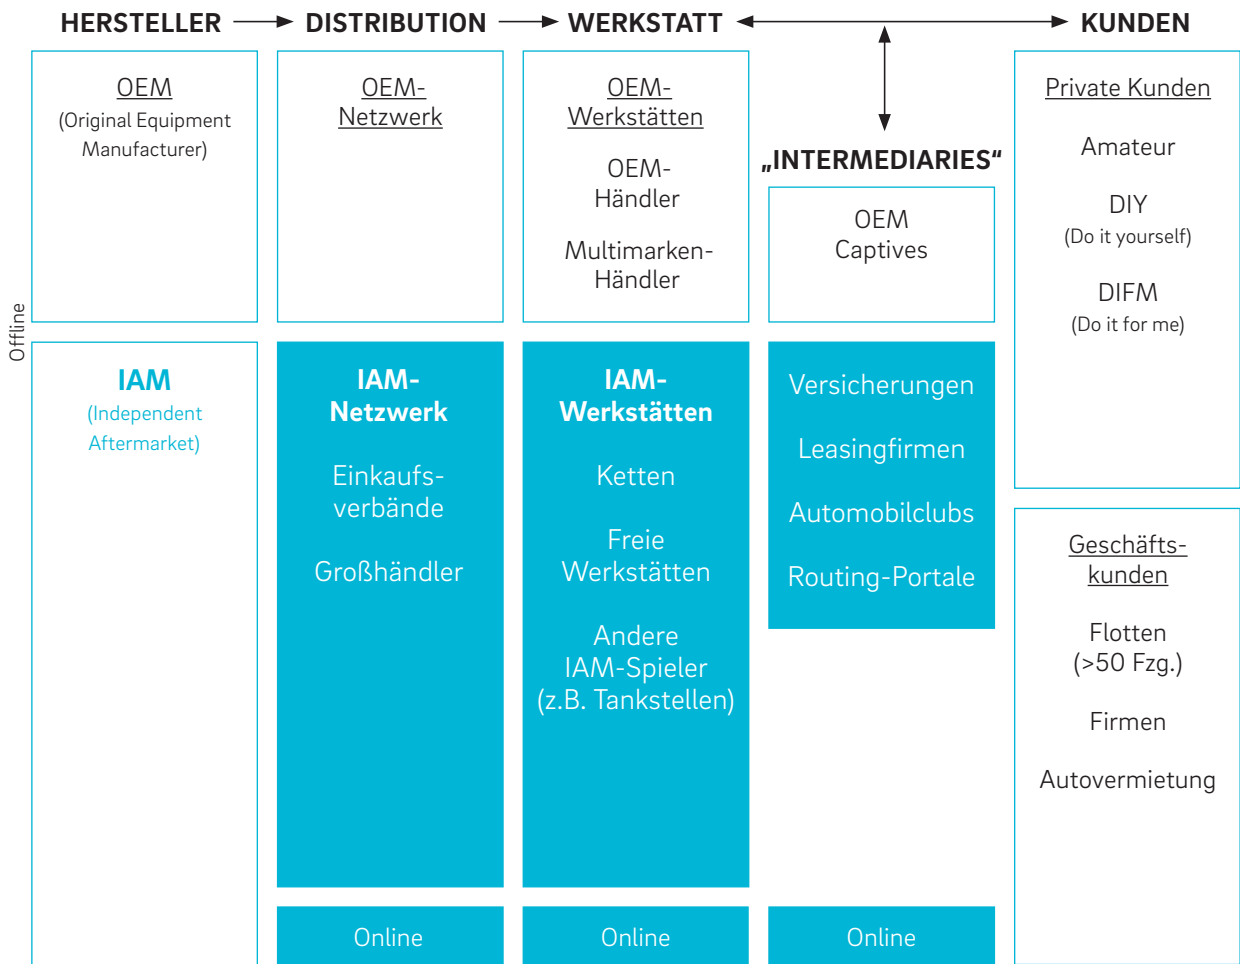 HERSTELLER
DISTRIBUTION
WERKSTATT
KUNDEN
OEM
(Original Equipment
Manufacturer)
OEM-
Netzwerk
OEM-
Werkstätten
OEM-
Händler
Multimarken-
Händler
„INTERMEDIARIES“
OEM
Captives
Private Kunden
Amateur
DIY
(Do it yourself)
DIFM
(Do it for me)
Offline
IAM
(Independent
Aftermarket)
IAM-
Netzwerk
Einkaufs-
verbände
Großhändler
IAM-
Werkstätten
Ketten
Freie
Werkstätten
Andere
IAM-Spieler
(z.B. Tankstellen)
Versicherungen
Leasingfirmen
Automobilclubs
Routing-Portale
Geschäfts-
kunden
Flotten
(>50 Fzg.)
Firmen
Autovermietung
Online
Online
Online